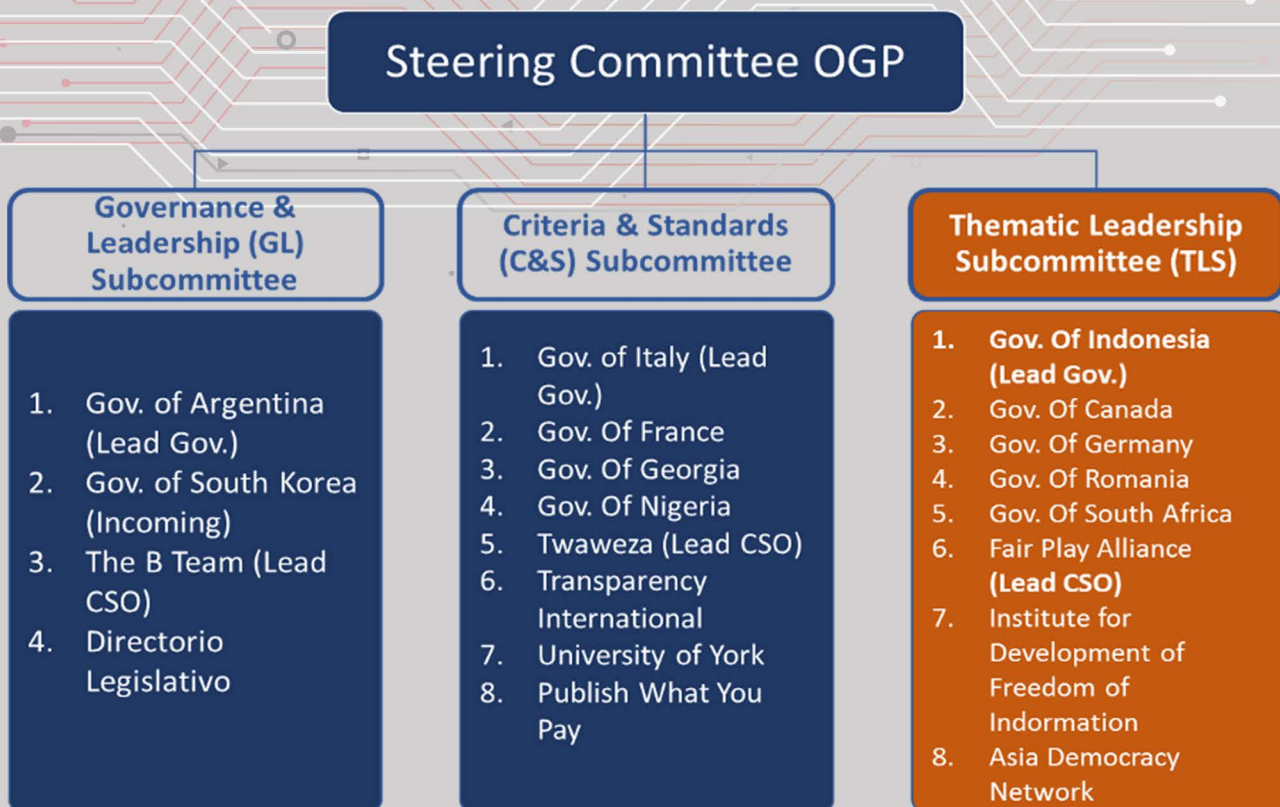 Steering Committee OGP
Governance &
Leadership (GL)
Subcommittee
1. Gov. of Argentina
(Lead Gov.)
2. Gov. of South Korea
(Incoming)
3. The B Team (Lead
CSO)
4. Directorio
Legislativo
Criteria & Standards
(C&S) Subcommittee
1. Gov. of Italy (Lead
Gov.)
2. Gov. Of France
3. Gov. Of Georgia
4. Gov. Of Nigeria
5. Twaweza (Lead CSO)
6. Transparency
International
7. University of York
8. Publish What You
Pay
Thematic Leadership
Subcommittee (TLS)
1. Gov. Of Indonesia
(Lead Gov.)
2. Gov. Of Canada
3. Gov. Of Germany
4. Gov. Of Romania
5. Gov. Of South Africa
6. Fair Play Alliance
(Lead CSO)
7. Institute for
Development of
Freedom of
Indormation
8. Asia Democracy
Network